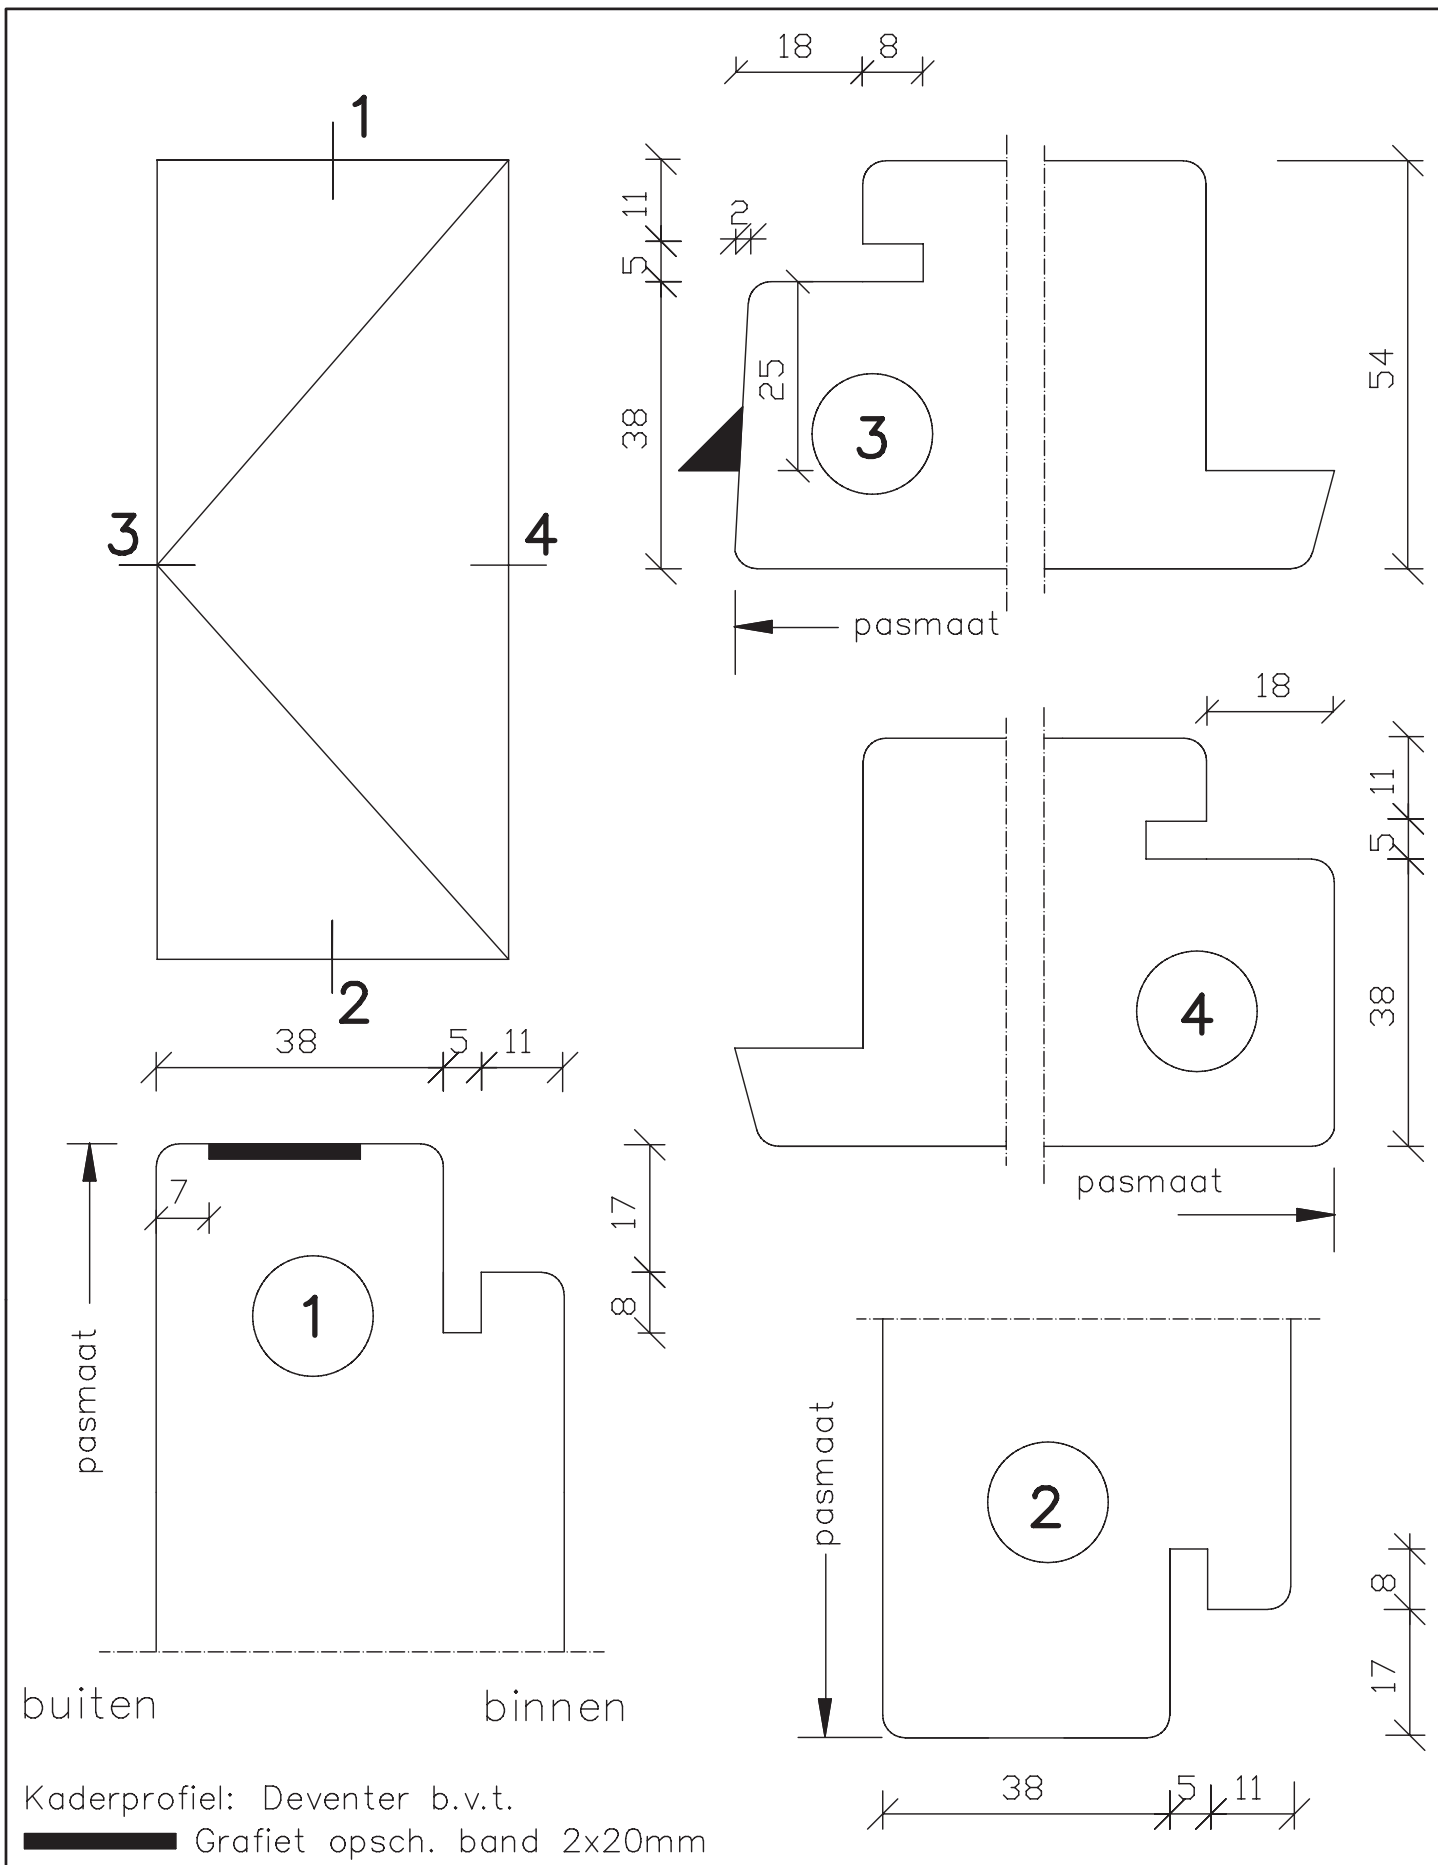 18 8
1
11
2
5
54
25
38
3
3
4
pasmaat
18
11
5
38
4
2
38 5 11
pasmaat
7
17
8
1
pasmaat
pasmaat
2
8
17
buiten binnen
38 5 11
Kaderprofiel: Deventer b.v.t.
Grafiet opsch. band 2x20mm